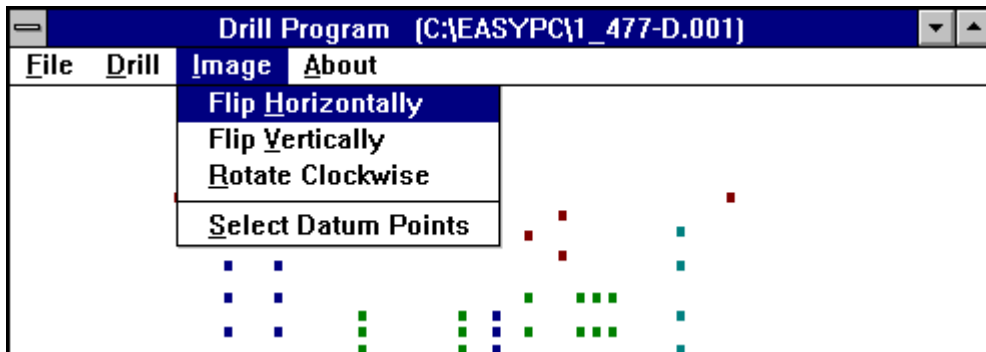 Drill Program (C:\EASYPC\1_477-D.001)
File Drill Image About
Flip Horizontally
Flip Vertically
Rotate Clockwise
Select Datum Points